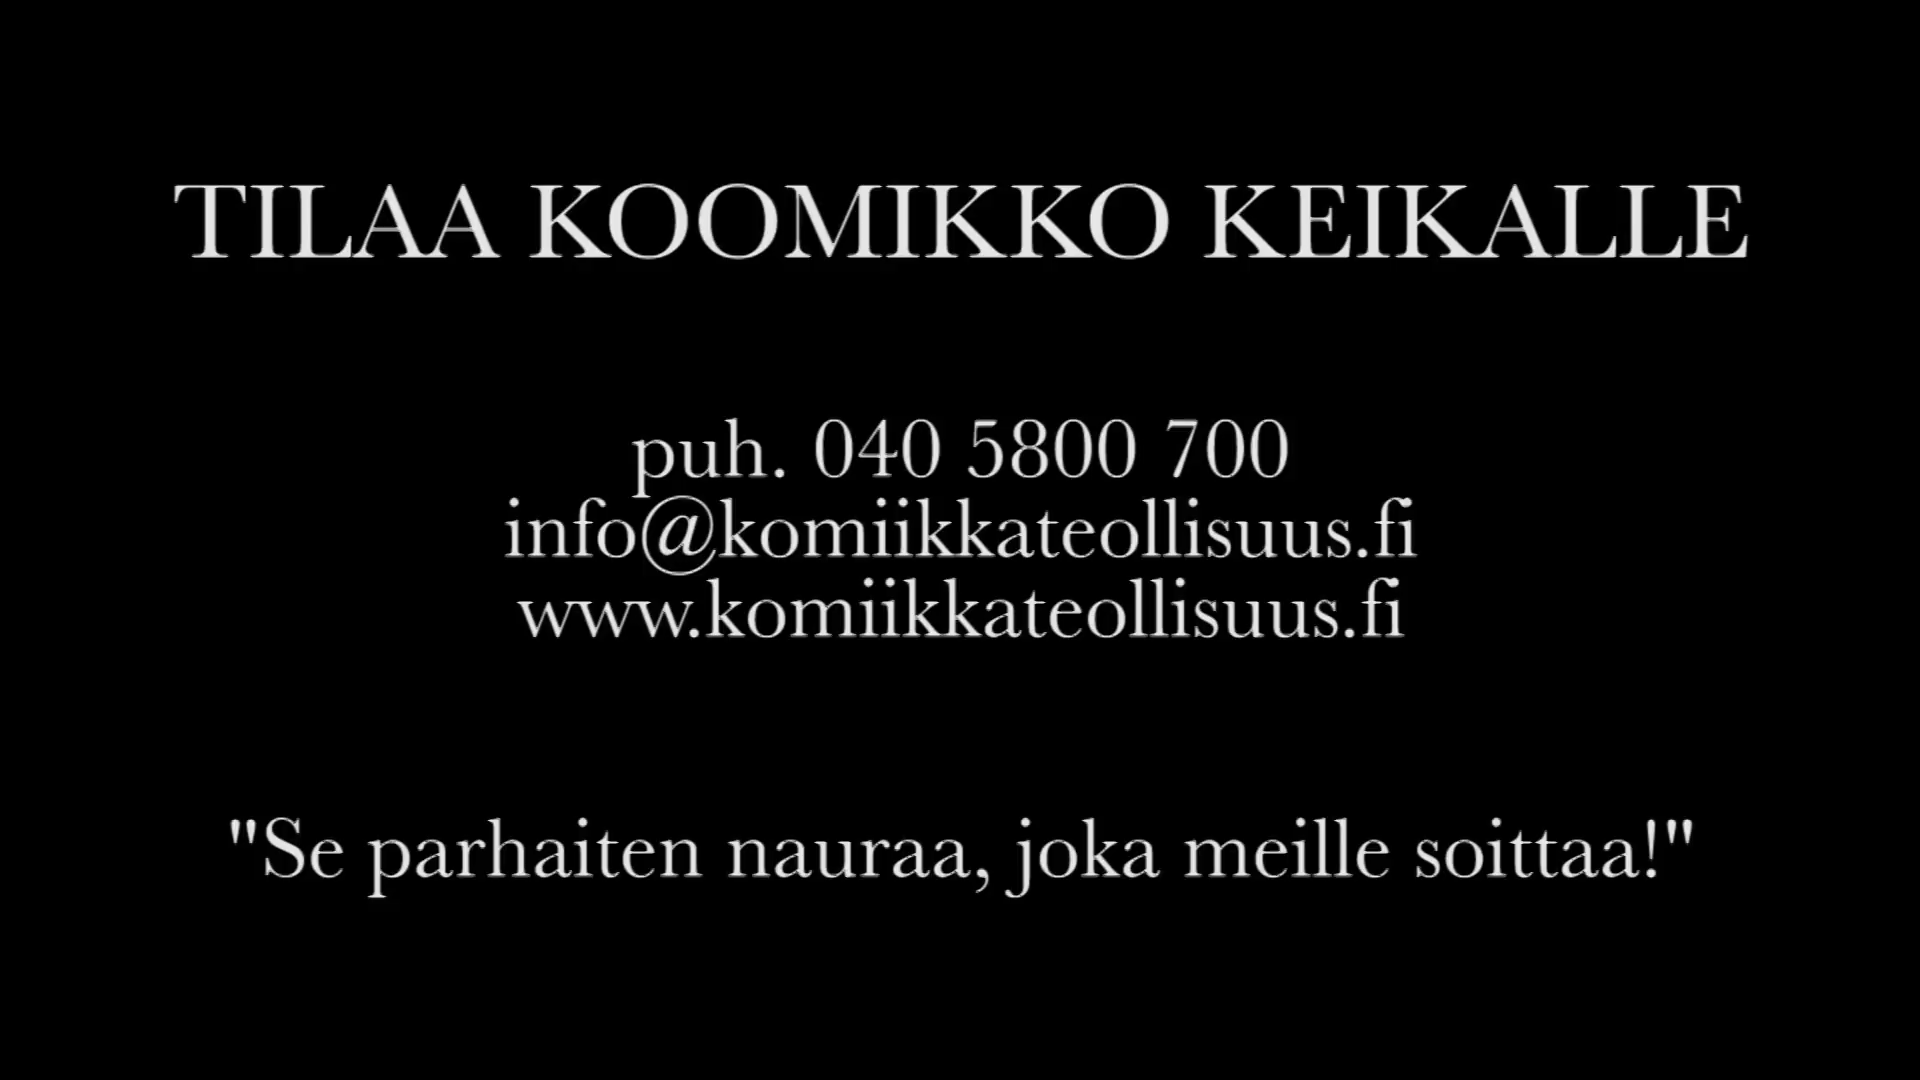 TILAA KOOMIKKO KEIKALLE
puh. 040 5800 700
info@komiikkateollisuus.fi
www.komiikkateollisuus.fi
"Se parhaiten nauraa, joka meille soittaa!"